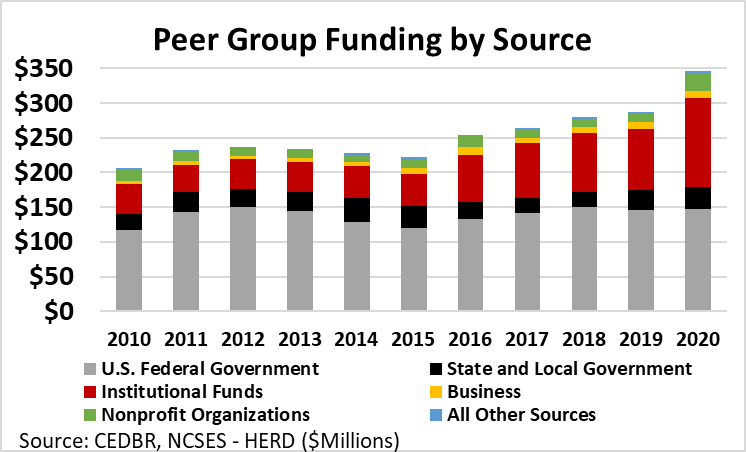 Peer Group Funding by Source
$350
$300
$250
$200
$150
$100
$50
$0
2010 2011 2012 2013 2014 2015 2016 2017 2018 2019 2020
U.S. Federal Government State and Local Government
Institutional Funds Business
Nonprofit Organizations All Other Sources
Source: CEDBR, NCSES - HERD ($Millions)